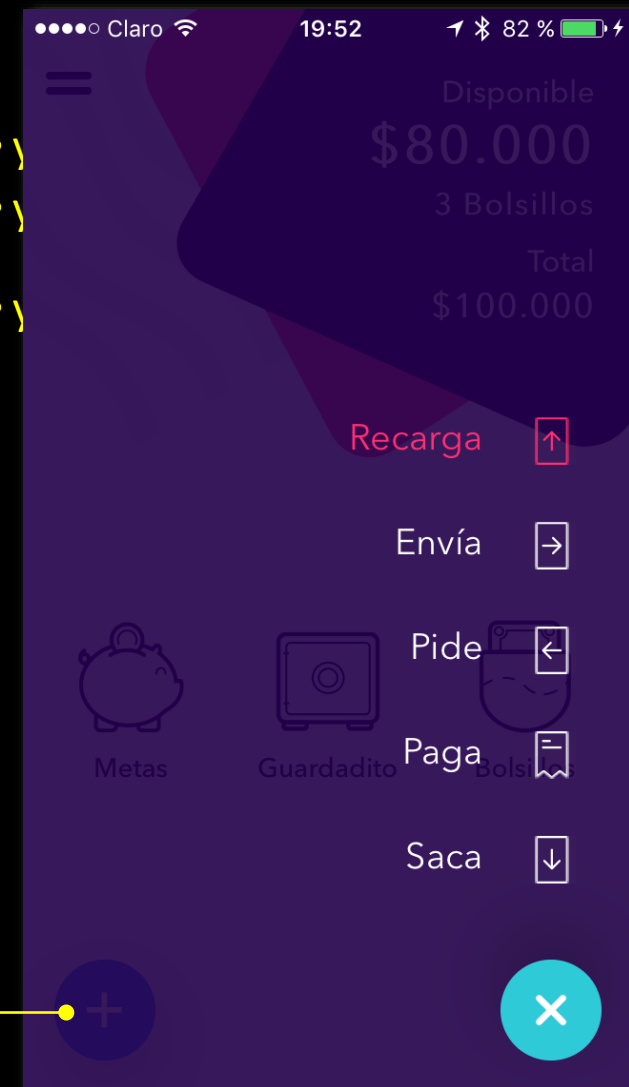 Claro 19:52 82 %
Disponible
$80.000
3 Bolsillos
Total
$100.000
Recarga
Envía
Pide
Metas Guardadito Bolsillos
Paga
Saca